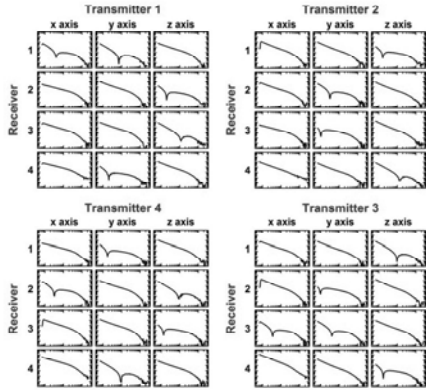 Transmitter 1
x axis y axis z axis
Receiver
1
2
3
4
Transmitter 2
x axis y axis z axis
Receiver
1
2
3
4
Transmitter 4
x axis y axis z axis
Receiver
1
2
3
4
Transmitter 3
x axis y axis z axis
Receiver
1
2
3
4